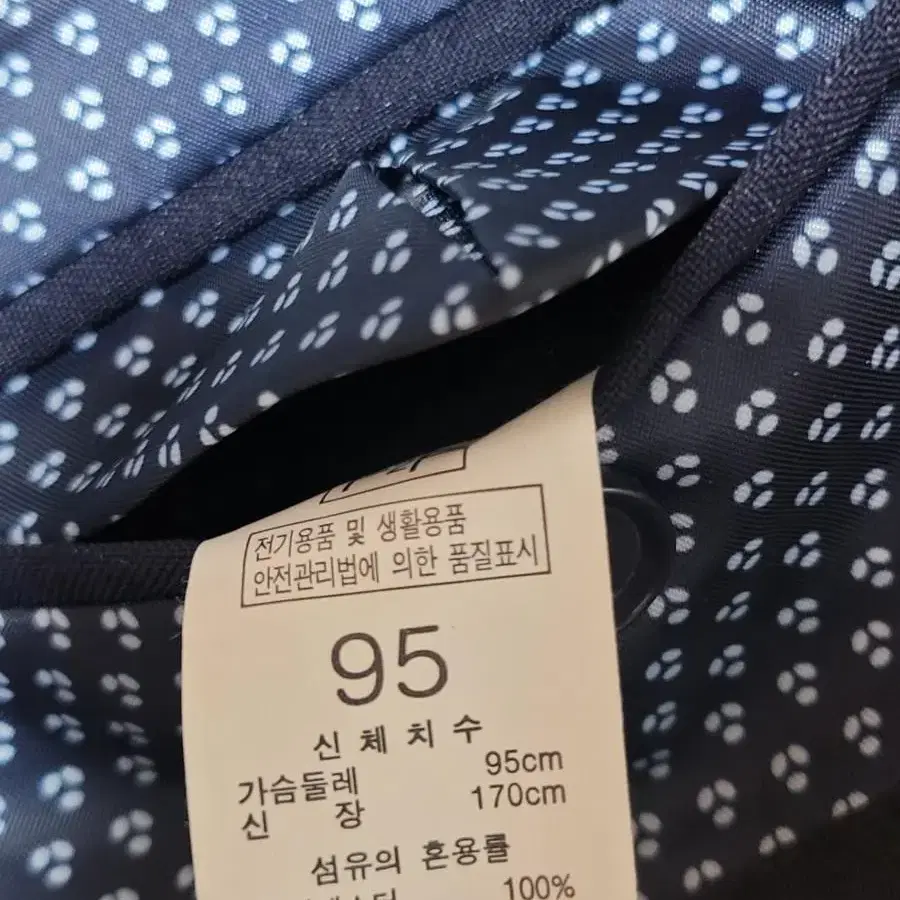 전기용품 및 생활용품
안전관리법에 의한 품질표시
95
신체치수
가슴둘레 95cm
신 장 170cm
섬유의 혼용률
100%